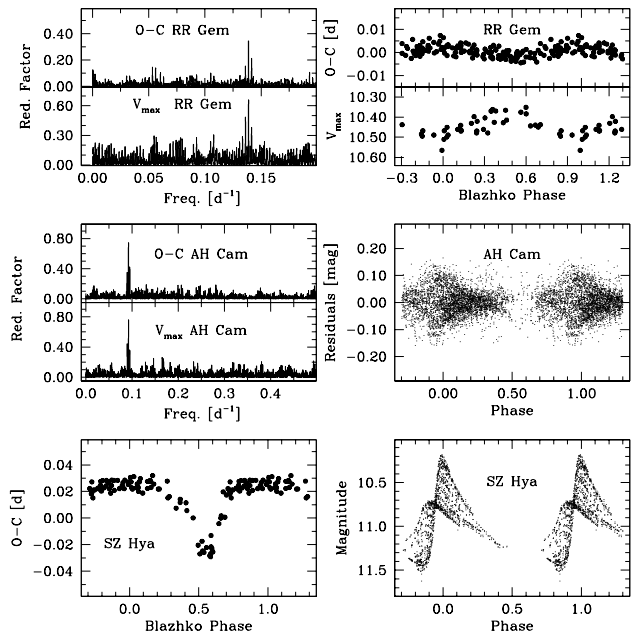 O-C RR Gem
0.40
0.20
0.00
V_max RR Gem
0.60
0.30
0.00
Red. Factor
0.00 0.05 0.10 0.15
Freq. [d⁻¹]
RR Gem
0.01
0.00
-0.01
O-C [d]
10.30
10.40
10.50
10.60
V_max
-0.3 0.0 0.3 0.6 0.9 1.2
Blazhko Phase
O-C AH Cam
0.80
0.40
0.00
V_max AH Cam
0.80
0.40
0.00
Red. Factor
0.0 0.1 0.2 0.3 0.4
Freq. [d⁻¹]
AH Cam
0.20
0.10
0.00
-0.10
-0.20
Residuals [mag]
0.00 0.50 1.00
Phase
0.04
0.02
0.00
-0.02
-0.04
O-C [d]
SZ Hya
0.0 0.5 1.0
Blazhko Phase
SZ Hya
10.5
11.0
11.5
Magnitude
0.00 0.50 1.00
Phase